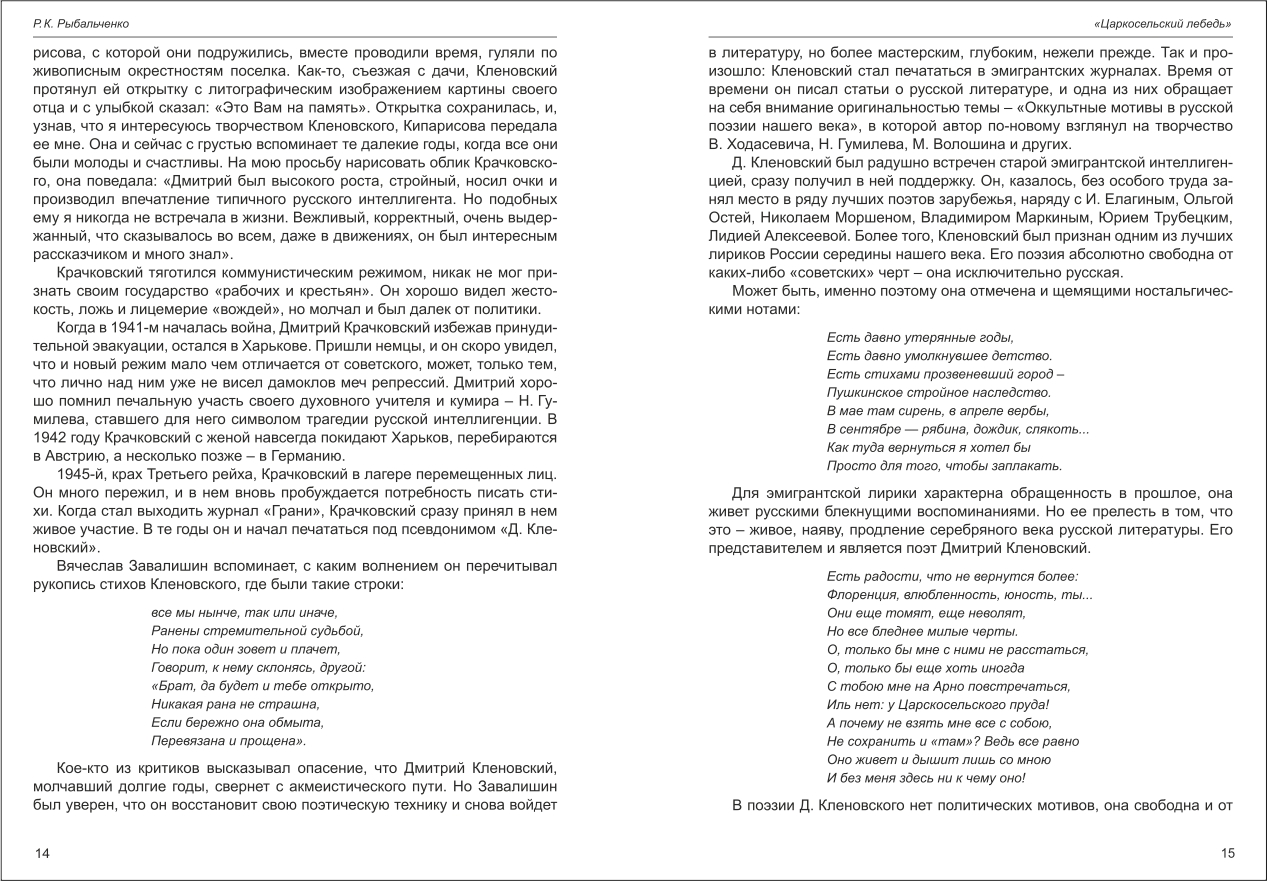 Р. К. Рыбальченко
рисова, с которой они подружились, вместе проводили время, гуляли по
живописным окрестностям поселка. Как-то, съезжая с дачи, Кленовский
протянул ей открытку с литографическим изображением картины своего
отца и с улыбкой сказал: «Это Вам на память». Открытка сохранилась, и,
узнав, что я интересуюсь творчеством Кленовского, Кипарисова передала
ее мне. Она и сейчас с грустью вспоминает те далекие годы, когда все они
были молоды и счастливы. На мою просьбу нарисовать облик Крачковско-
го, она поведала: «Дмитрий был высокого роста, стройный, носил очки и
производил впечатление типичного русского интеллигента. Но подобных
ему я никогда не встречала в жизни. Вежливый, корректный, очень выдер-
жанный, что сказывалось во всем, даже в движениях, он был интересным
рассказчиком и много знал».
Крачковский тяготился коммунистическим режимом, никак не мог при-
знать своим государство «рабочих и крестьян». Он хорошо видел жесто-
кость, ложь и лицемерие «вождей», но молчал и был далек от политики.
Когда в 1941-м началась война, Дмитрий Крачковский избежав принуди-
тельной эвакуации, остался в Харькове. Пришли немцы, и он скоро увидел,
что и новый режим мало чем отличается от советского, может, только тем,
что лично над ним уже не висел дамоклов меч репрессий. Дмитрий хоро-
шо помнил печальную участь своего духовного учителя и кумира – Н. Гу-
милева, ставшего для него символом трагедии русской интеллигенции. В
1942 году Крачковский с женой навсегда покидают Харьков, перебираются
в Австрию, а несколько позже – в Германию.
1945-й, крах Третьего рейха, Крачковский в лагере перемещенных лиц.
Он много пережил, и в нем вновь пробуждается потребность писать сти-
хи. Когда стал выходить журнал «Грани», Крачковский сразу принял в нем
живое участие. В те годы он и начал печататься под псевдонимом «Д. Кле-
новский».
Вячеслав Завалишин вспоминает, с каким волнением он перечитывал
рукопись стихов Кленовского, где были такие строки:
все мы нынче, так или иначе,
Ранены стремительной судьбой,
Но пока один зовет и плачет,
Говорит, к нему склонясь, другой:
«Брат, да будет и тебе открыто,
Никакая рана не страшна,
Если бережно она обмыта,
Перевязана и прощена».
Кое-кто из критиков высказывал опасение, что Дмитрий Кленовский,
молчавший долгие годы, свернет с акмеистического пути. Но Завалишин
был уверен, что он восстановит свою поэтическую технику и снова войдет
14
«Царкосельский лебедь»
в литературу, но более мастерским, глубоким, нежели прежде. Так и про-
изошло: Кленовский стал печататься в эмигрантских журналах. Время от
времени он писал статьи о русской литературе, и одна из них обращает
на себя внимание оригинальностью темы – «Оккультные мотивы в русской
поэзии нашего века», в которой автор по-новому взглянул на творчество
В. Ходасевича, Н. Гумилева, М. Волошина и других.
Д. Кленовский был радушно встречен старой эмигрантской интеллиген-
цией, сразу получил в ней поддержку. Он, казалось, без особого труда за-
нял место в ряду лучших поэтов зарубежья, наряду с И. Елагиным, Ольгой
Остей, Николаем Моршеном, Владимиром Маркиным, Юрием Трубецким,
Лидией Алексеевой. Более того, Кленовский был признан одним из лучших
лириков России середины нашего века. Его поэзия абсолютно свободна от
каких-либо «советских» черт – она исключительно русская.
Может быть, именно поэтому она отмечена и щемящими ностальгичес-
кими нотами:
Есть давно утерянные годы,
Есть давно умолкнувшее детство.
Есть стихами прозвеневший город –
Пушкинское стройное наследство.
В мае там сирень, в апреле вербы,
В сентябре — рябина, дождик, слякоть...
Как туда вернуться я хотел бы
Просто для того, чтобы заплакать.
Для эмигрантской лирики характерна обращенность в прошлое, она
живет русскими блекнущими воспоминаниями. Но ее прелесть в том, что
это – живое, наяву, продление серебряного века русской литературы. Его
представителем и является поэт Дмитрий Кленовский.
Есть радости, что не вернутся более:
Флоренция, влюбленность, юность, ты...
Они еще томят, еще неволят,
Но все бледнее милые черты.
О, только бы мне с ними не расстаться,
О, только бы еще хоть иногда
С тобою мне на Арно повстречаться,
Иль нет: у Царскосельского пруда!
А почему не взять мне все с собою,
Не сохранить и «там»? Ведь все равно
Оно живет и дышит лишь со мною
И без меня здесь ни к чему оно!
В поэзии Д. Кленовского нет политических мотивов, она свободна и от
15